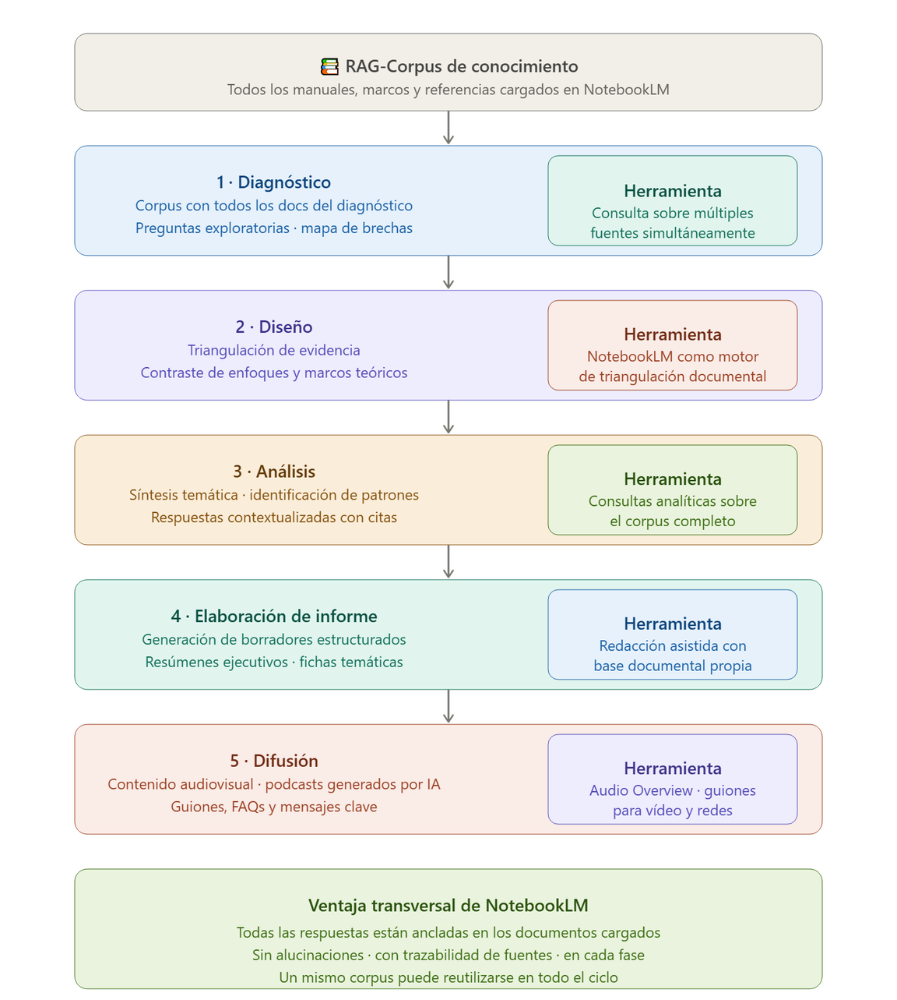 RAG-Corpus de conocimiento
Todos los manuales, marcos y referencias cargados en NotebookLM
1 · Diagnóstico
Corpus con todos los docs del diagnóstico
Preguntas exploratorias · mapa de brechas
Herramienta
Consulta sobre múltiples
fuentes simultáneamente
2 · Diseño
Triangulación de evidencia
Contraste de enfoques y marcos teóricos
Herramienta
NotebookLM como motor
de triangulación documental
3 · Análisis
Síntesis temática · identificación de patrones
Respuestas contextualizadas con citas
Herramienta
Consultas analíticas sobre
el corpus completo
4 · Elaboración de informe
Generación de borradores estructurados
Resúmenes ejecutivos · fichas temáticas
Herramienta
Redacción asistida con
base documental propia
5 · Difusión
Contenido audiovisual · podcasts generados por IA
Guiones, FAQs y mensajes clave
Herramienta
Audio Overview · guiones
para vídeo y redes
Ventaja transversal de NotebookLM
Todas las respuestas están ancladas en los documentos cargados
Sin alucinaciones · con trazabilidad de fuentes · en cada fase
Un mismo corpus puede reutilizarse en todo el ciclo